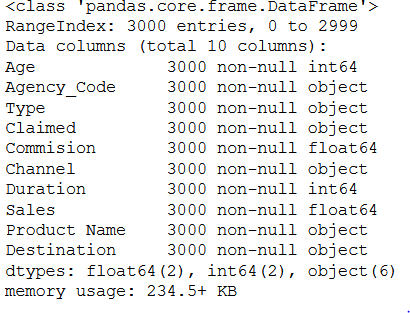 <class 'pandas.core.frame.DataFrame'>
RangeIndex: 3000 entries, 0 to 2999
Data columns (total 10 columns):
Age             3000 non-null int64
Agency_Code     3000 non-null object
Type            3000 non-null object
Claimed         3000 non-null object
Commision       3000 non-null float64
Channel         3000 non-null object
Duration        3000 non-null int64
Sales           3000 non-null float64
Product Name    3000 non-null object
Destination     3000 non-null object
dtypes: float64(2), int64(2), object(6)
memory usage: 234.5+ KB